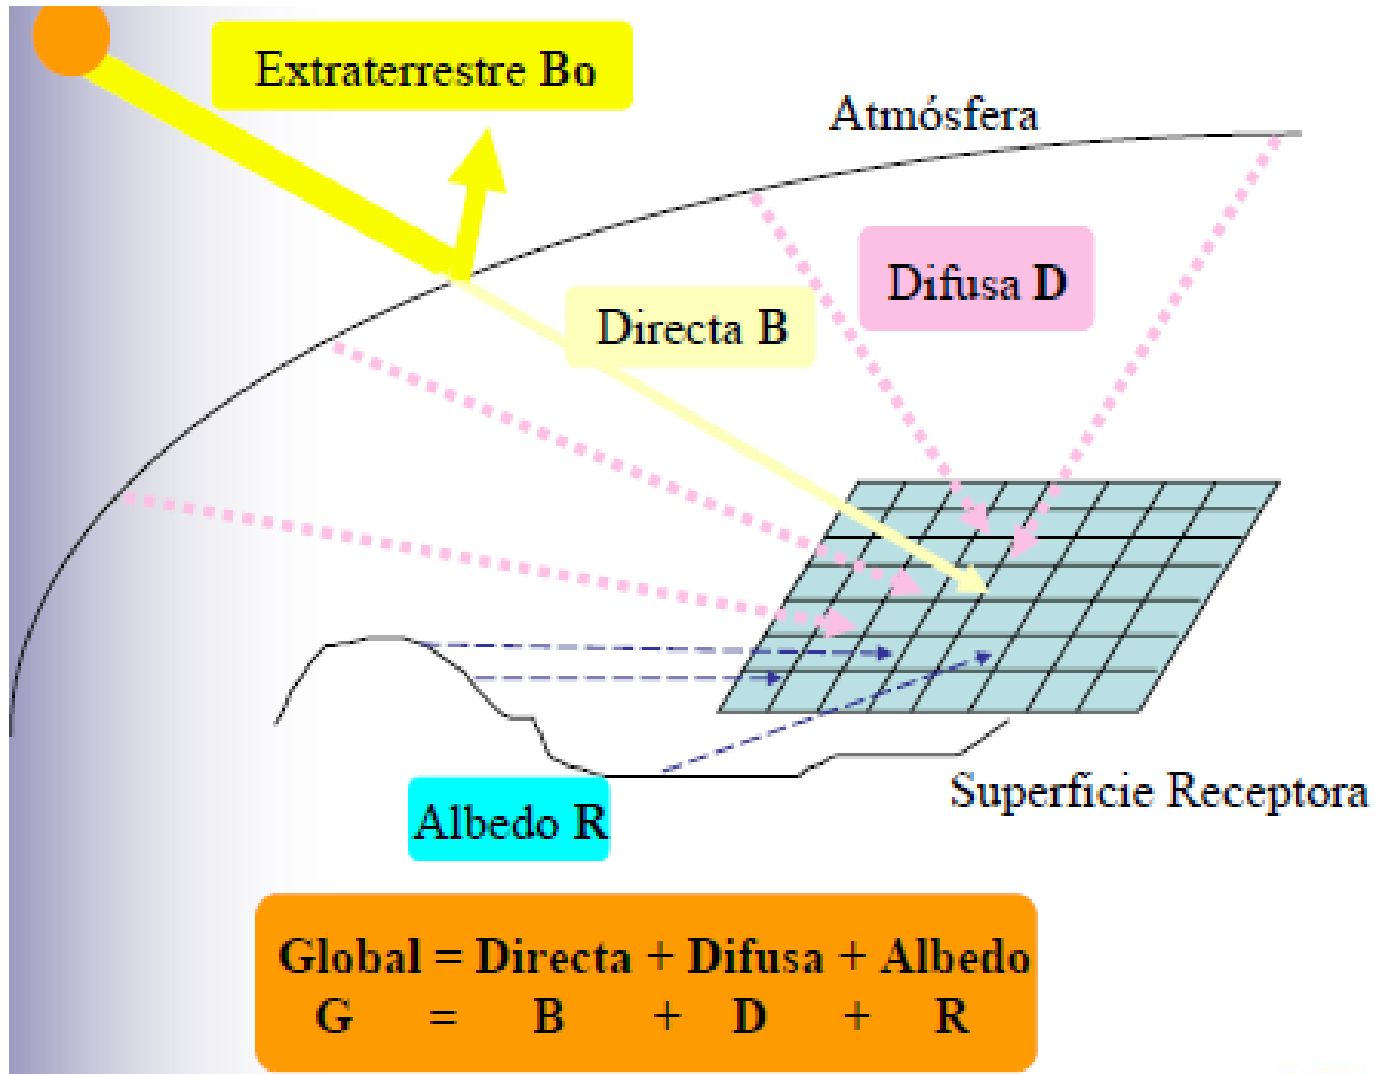 Extraterrestre Bo
Atmósfera
Difusa D
Directa B
Superficie Receptora
Albedo R
Global = Directa + Difusa + Albedo
G = B + D + R